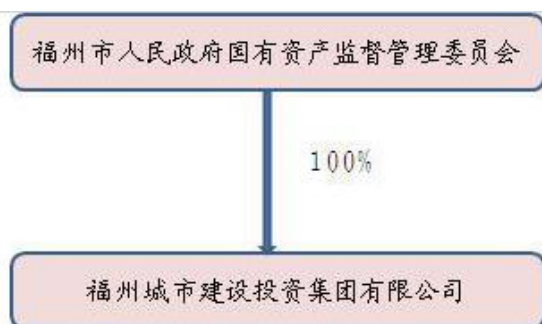 福州市人民政府国有资产监督管理委员会
100%
福州城市建设投资集团有限公司